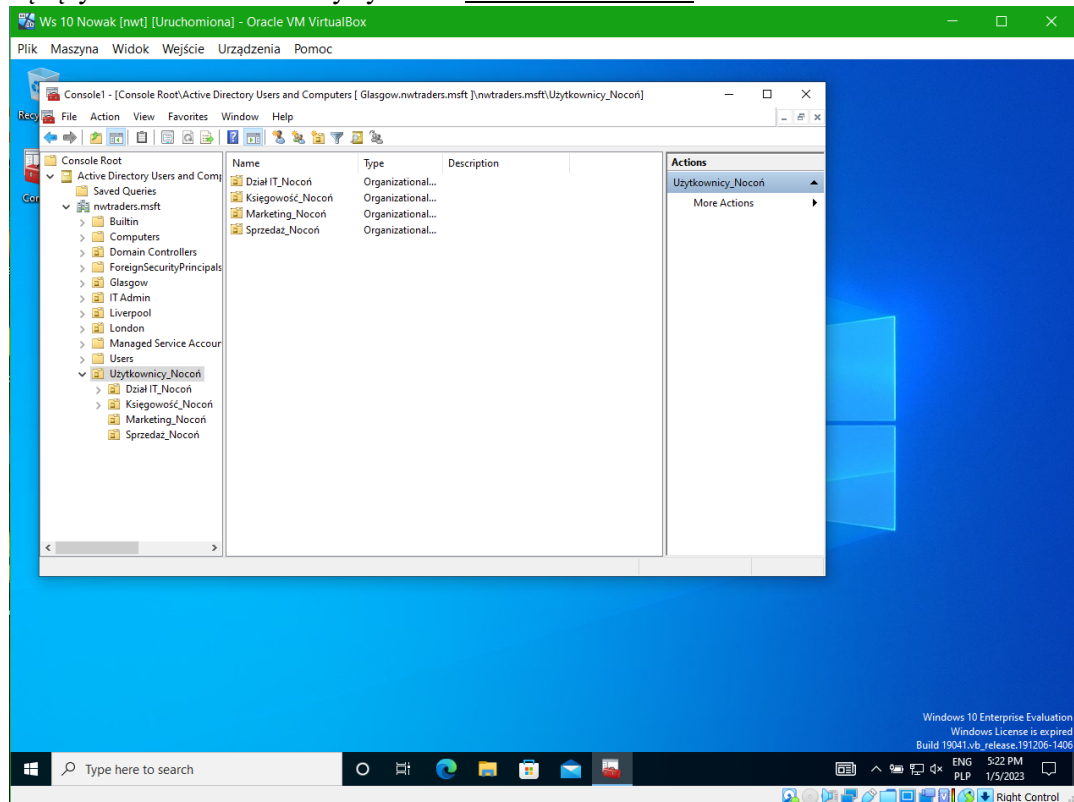 Ws 10 Nowak [nwt] [Uruchomiona] - Oracle VM VirtualBox
Plik Maszyna Widok Wejście Urządzenia Pomoc
Console1 - [Console Root\Active Directory Users and Computers [ Glasgow.nwtraders.msft ]\nwtraders.msft\Użytkownicy_Nocoń]
File Action View Favorites Window Help
Console Root
Active Directory Users and Comp
Saved Queries
nwtraders.msft
Builtin
Computers
Domain Controllers
ForeignSecurityPrincipals
Glasgow
IT Admin
Liverpool
London
Managed Service Accour
Users
Użytkownicy_Nocoń
Dział IT_Nocoń
Księgowość_Nocoń
Marketing_Nocoń
Sprzedaż_Nocoń
Name Type Description
Dział IT_Nocoń Organizational...
Księgowość_Nocoń Organizational...
Marketing_Nocoń Organizational...
Sprzedaż_Nocoń Organizational...
Actions
Użytkownicy_Nocoń
More Actions
Recy
Con
Windows 10 Enterprise Evaluation
Windows License is expired
Build 19041.vb_release.191206-1406
Type here to search
ENG 5:22 PM
PLP 1/5/2023
Right Control